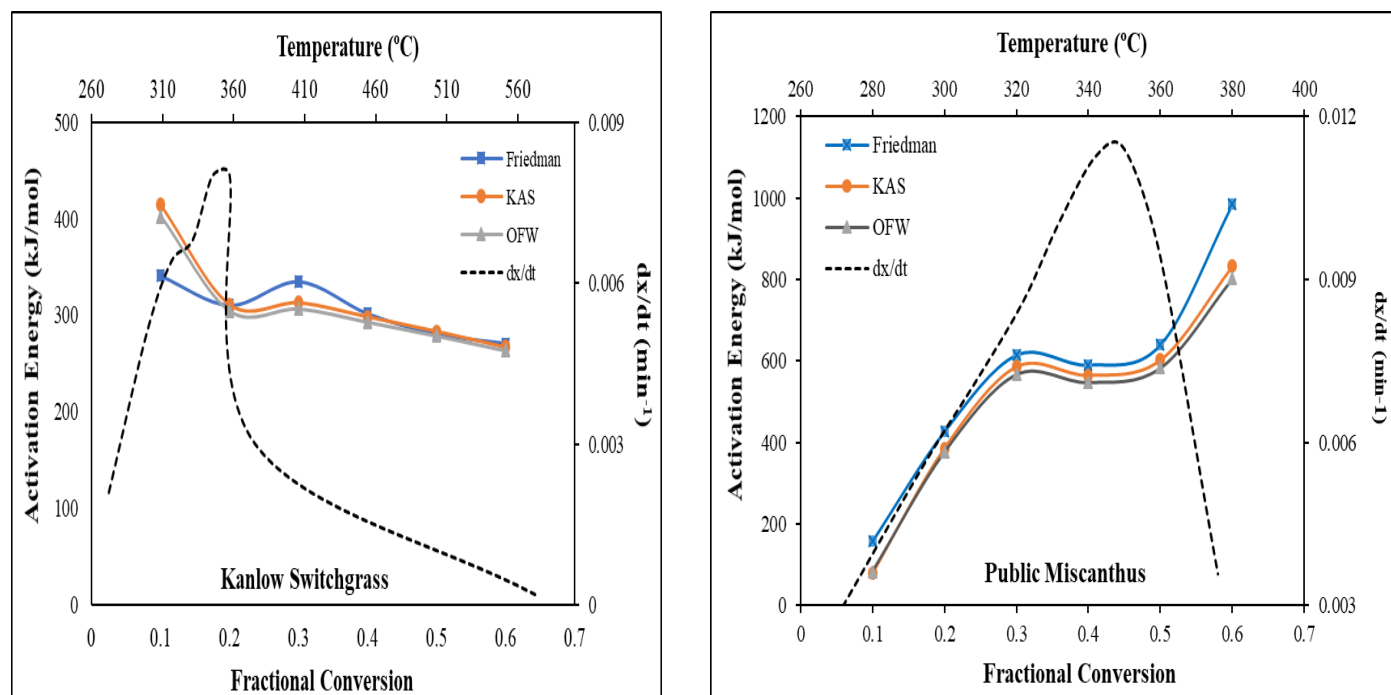 Temperature (ºC)
260 310 360 410 460 510 560
500
400
300
200
100
0
Activation Energy (kJ/mol)
0.009
0.006
0.003
0
dx/dt (min⁻¹)
Friedman
KAS
OFW
dx/dt
Kanlow Switchgrass
0 0.1 0.2 0.3 0.4 0.5 0.6 0.7
Fractional Conversion
Temperature (ºC)
260 280 300 320 340 360 380 400
1200
1000
800
600
400
200
0
Activation Energy (kJ/mol)
0.012
0.009
0.006
0.003
dx/dt (min-1)
Friedman
KAS
OFW
dx/dt
Public Miscanthus
0 0.1 0.2 0.3 0.4 0.5 0.6 0.7
Fractional Conversion